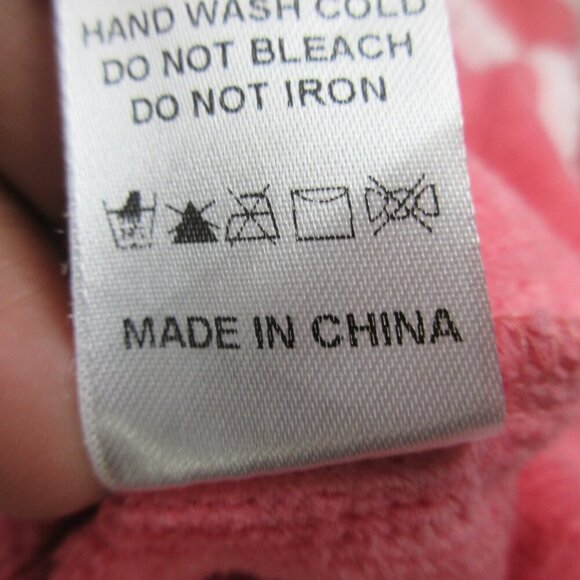 HAND WASH COLD
DO NOT BLEACH
DO NOT IRON
MADE IN CHINA